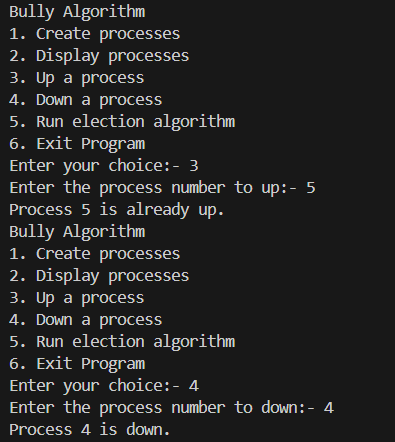 Bully Algorithm
1. Create processes
2. Display processes
3. Up a process
4. Down a process
5. Run election algorithm
6. Exit Program
Enter your choice:- 3
Enter the process number to up:- 5
Process 5 is already up.
Bully Algorithm
1. Create processes
2. Display processes
3. Up a process
4. Down a process
5. Run election algorithm
6. Exit Program
Enter your choice:- 4
Enter the process number to down:- 4
Process 4 is down.